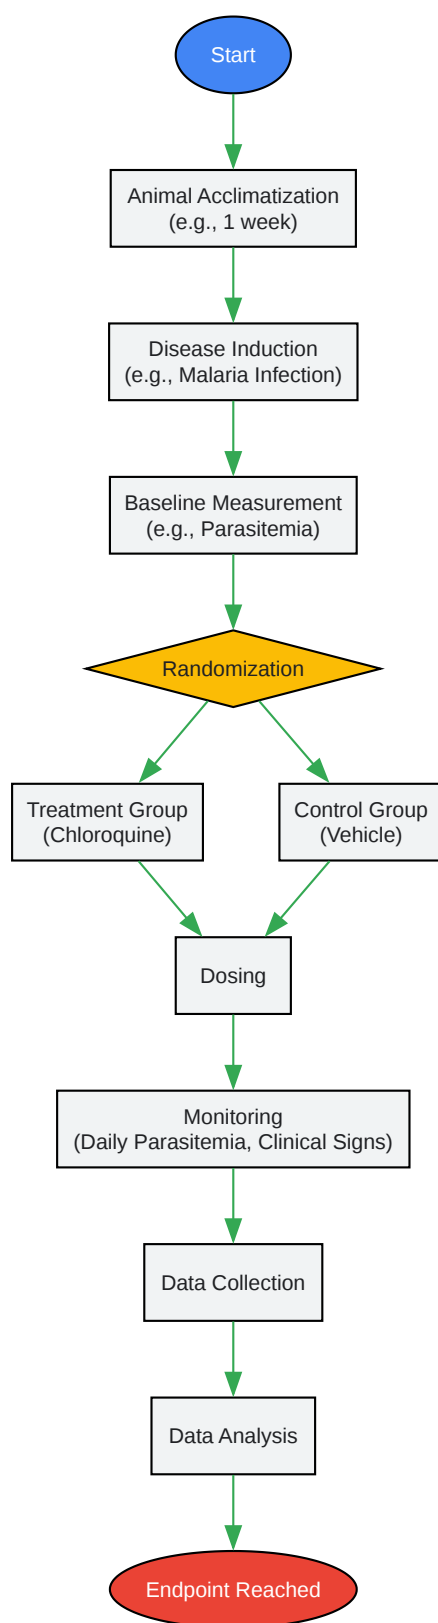 Start
Animal Acclimatization
(e.g., 1 week)
Disease Induction
(e.g., Malaria Infection)
Baseline Measurement
(e.g., Parasitemia)
Randomization
Treatment Group
(Chloroquine)
Control Group
(Vehicle)
Dosing
Monitoring
(Daily Parasitemia, Clinical Signs)
Data Collection
Data Analysis
Endpoint Reached